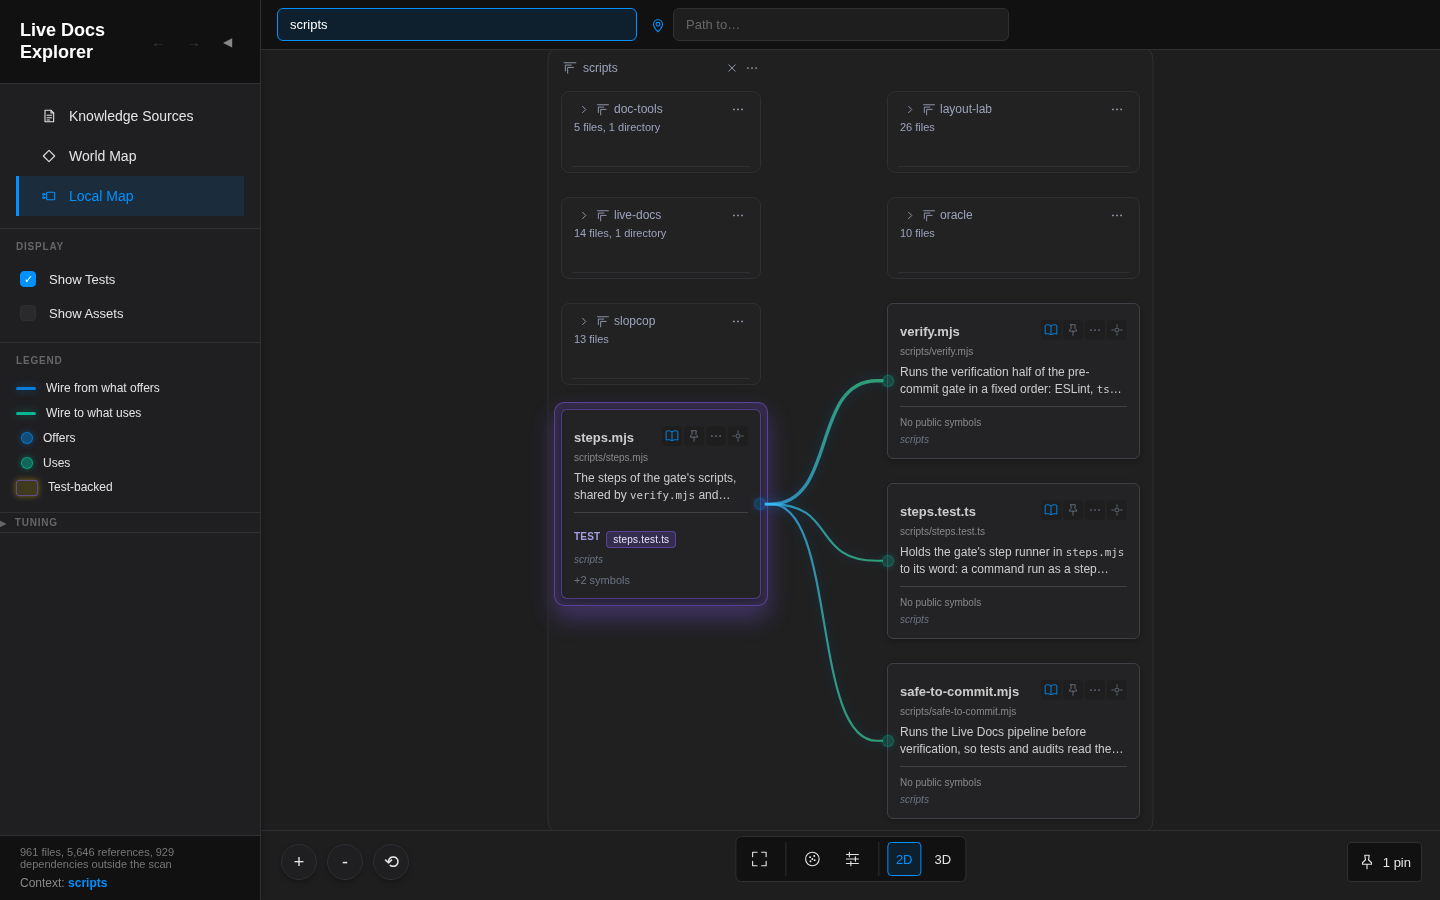 Live Docs
Explorer
Knowledge Sources
World Map
Local Map
DISPLAY
Show Tests
Show Assets
LEGEND
Wire from what offers
Wire to what uses
Offers
Uses
Test-backed
TUNING
961 files, 5,646 references, 929
dependencies outside the scan
Context: scripts
scripts
Path to…
scripts
doc-tools
5 files, 1 directory
layout-lab
26 files
live-docs
14 files, 1 directory
oracle
10 files
slopcop
13 files
verify.mjs
scripts/verify.mjs
Runs the verification half of the pre-
commit gate in a fixed order: ESLint, ts…
No public symbols
scripts
steps.mjs
scripts/steps.mjs
The steps of the gate's scripts,
shared by verify.mjs and…
TEST steps.test.ts
scripts
+2 symbols
steps.test.ts
scripts/steps.test.ts
Holds the gate's step runner in steps.mjs
to its word: a command run as a step…
No public symbols
scripts
safe-to-commit.mjs
scripts/safe-to-commit.mjs
Runs the Live Docs pipeline before
verification, so tests and audits read the…
No public symbols
scripts
+ - ⟲
2D 3D
1 pin